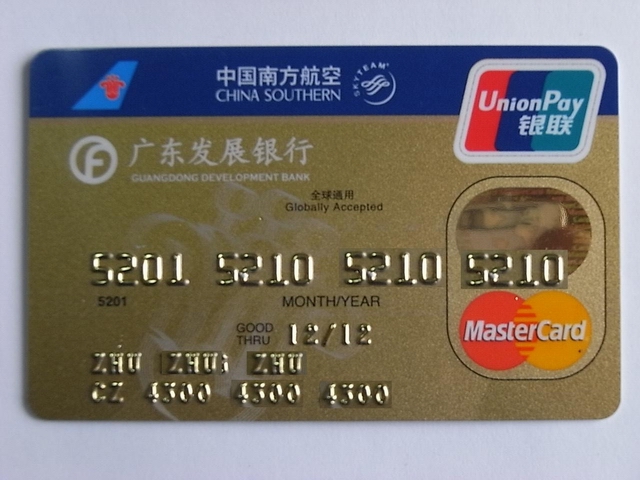 中国南方航空
CHINA SOUTHERN
SKYTEAM
UnionPay
银联
广东发展银行
GUANGDONG DEVELOPMENT BANK
全球通用
Globally Accepted
5201 5210 5210 5210
5201
MONTH/YEAR
GOOD THRU 12/12
MasterCard
ZHU ZHU ZHU
CZ 4300 4300 4300